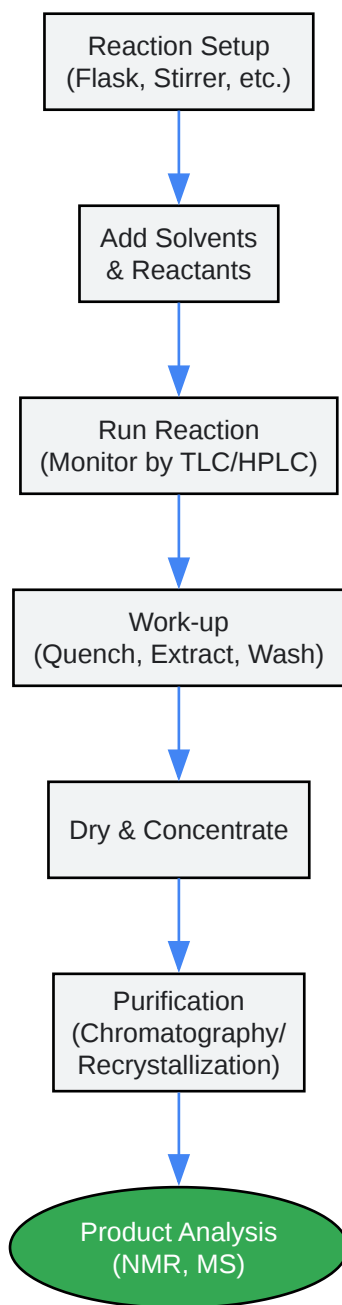 Reaction Setup
(Flask, Stirrer, etc.)
Add Solvents
& Reactants
Run Reaction
(Monitor by TLC/HPLC)
Work-up
(Quench, Extract, Wash)
Dry & Concentrate
Purification
(Chromatography/
Recrystallization)
Product Analysis
(NMR, MS)